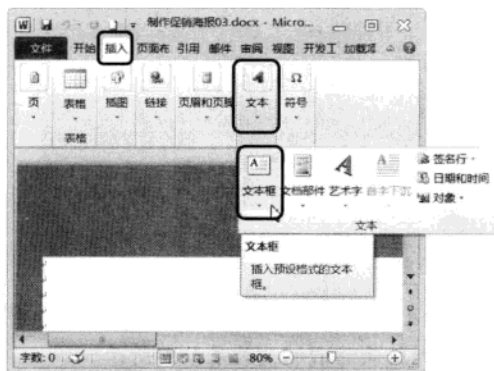 制作促销海报03.docx - Micro...
文件 开始 插入 页面布 引用 邮件 审阅 视图 开发工 加载项
页 表格 插图 链接 页眉和页脚 文本 符号
表格
文本框 文档部件 艺术字 首字下沉
签名行
日期和时间
对象
文本
文本框
插入预设格式的文本
框。
字数: 0 80%